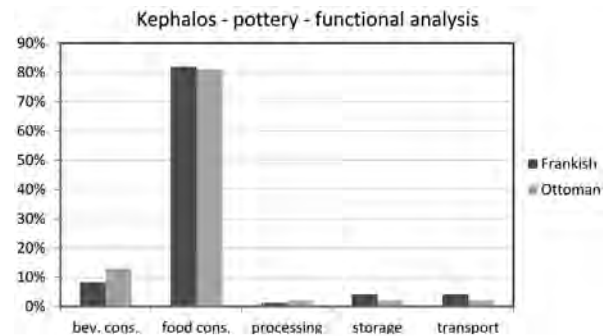 Kephalos - pottery - functional analysis
90%
80%
70%
60%
50%
40%
30%
20%
10%
0%
bev. cons. food cons. processing storage transport
Frankish
Ottoman